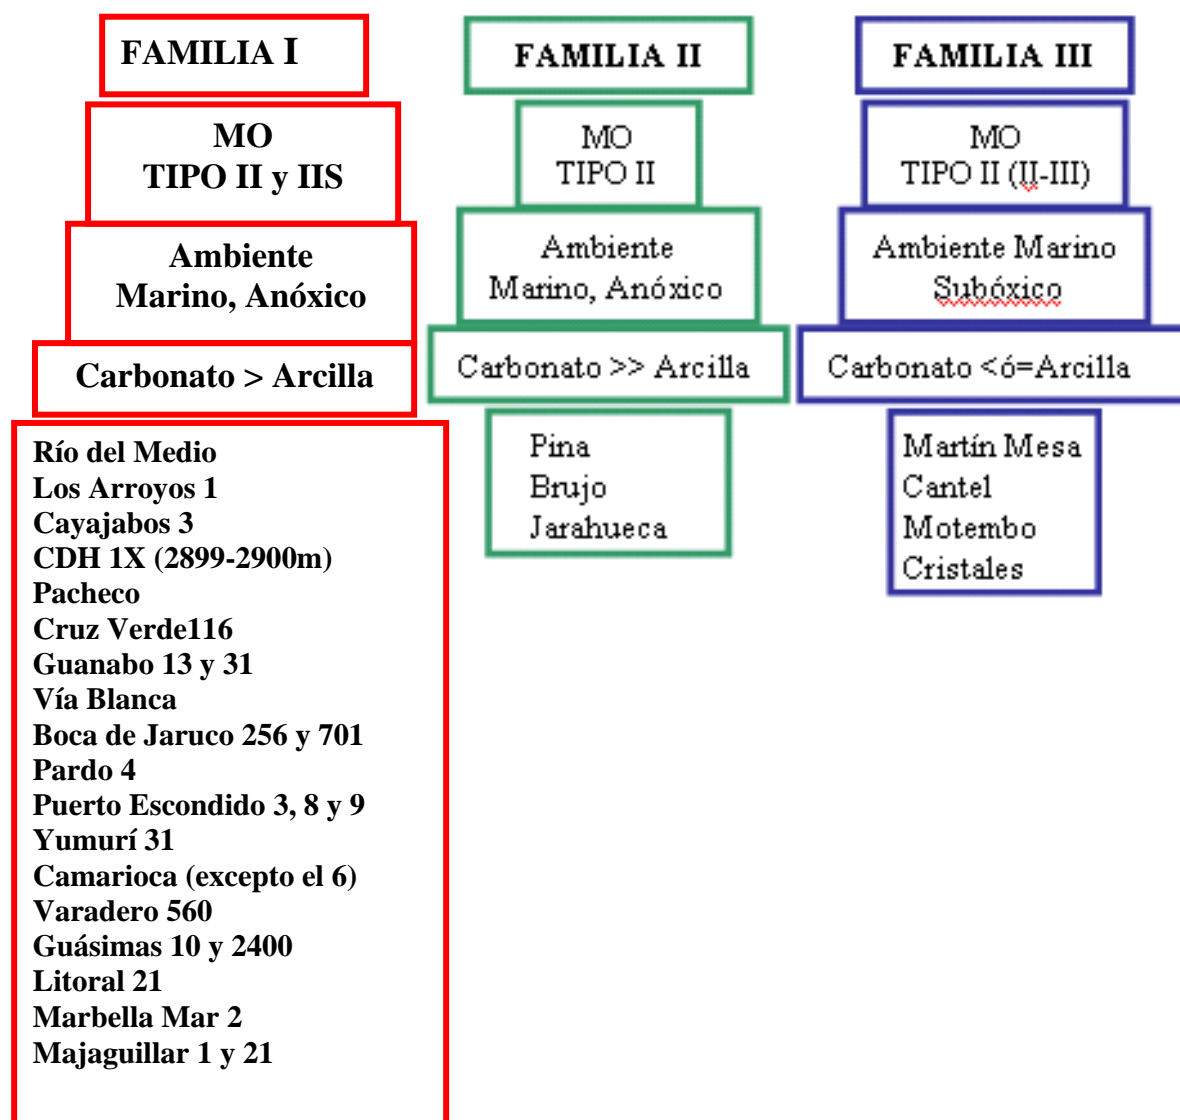 FAMILIA I
MO
TIPO II y IIS
Ambiente
Marino, Anóxico
Carbonato > Arcilla
Río del Medio
Los Arroyos 1
Cayajabos 3
CDH 1X (2899-2900m)
Pacheco
Cruz Verde116
Guanabo 13 y 31
Vía Blanca
Boca de Jaruco 256 y 701
Pardo 4
Puerto Escondido 3, 8 y 9
Yumurí 31
Camarioca (excepto el 6)
Varadero 560
Guásimas 10 y 2400
Litoral 21
Marbella Mar 2
Majaguillar 1 y 21
FAMILIA II
MO
TIPO II
Ambiente
Marino, Anóxico
Carbonato >> Arcilla
Pina
Brujo
Jarahueca
FAMILIA III
MO
TIPO II (II-III)
Ambiente Marino
Subóxico
Carbonato <ó=Arcilla
Martín Mesa
Cantel
Motembo
Cristales